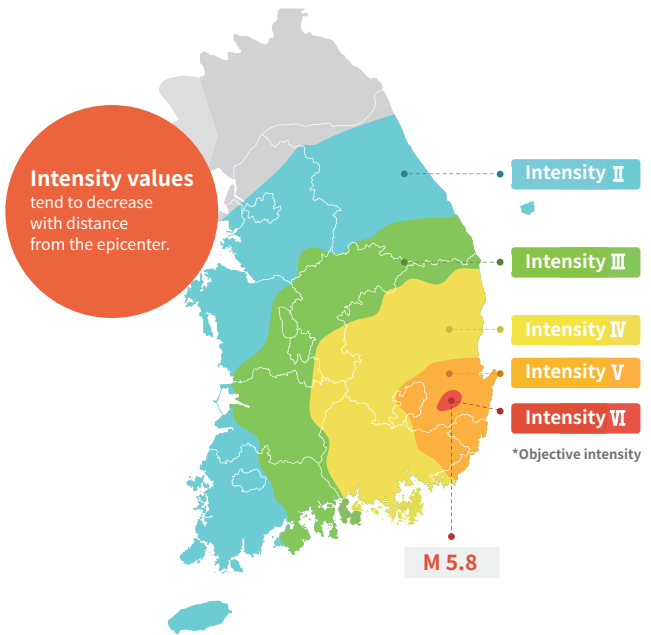 Intensity values
tend to decrease
with distance
from the epicenter.
Intensity Ⅱ
Intensity Ⅲ
Intensity Ⅳ
Intensity Ⅴ
Intensity Ⅵ
*Objective intensity
M 5.8